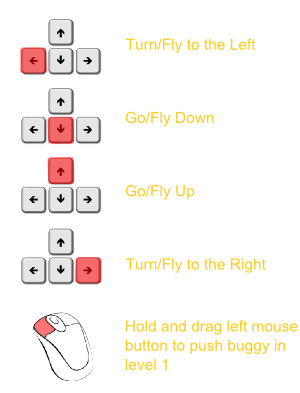 Turn/Fly to the Left
Go/Fly Down
Go/Fly Up
Turn/Fly to the Right
Hold and drag left mouse
button to push buggy in
level 1